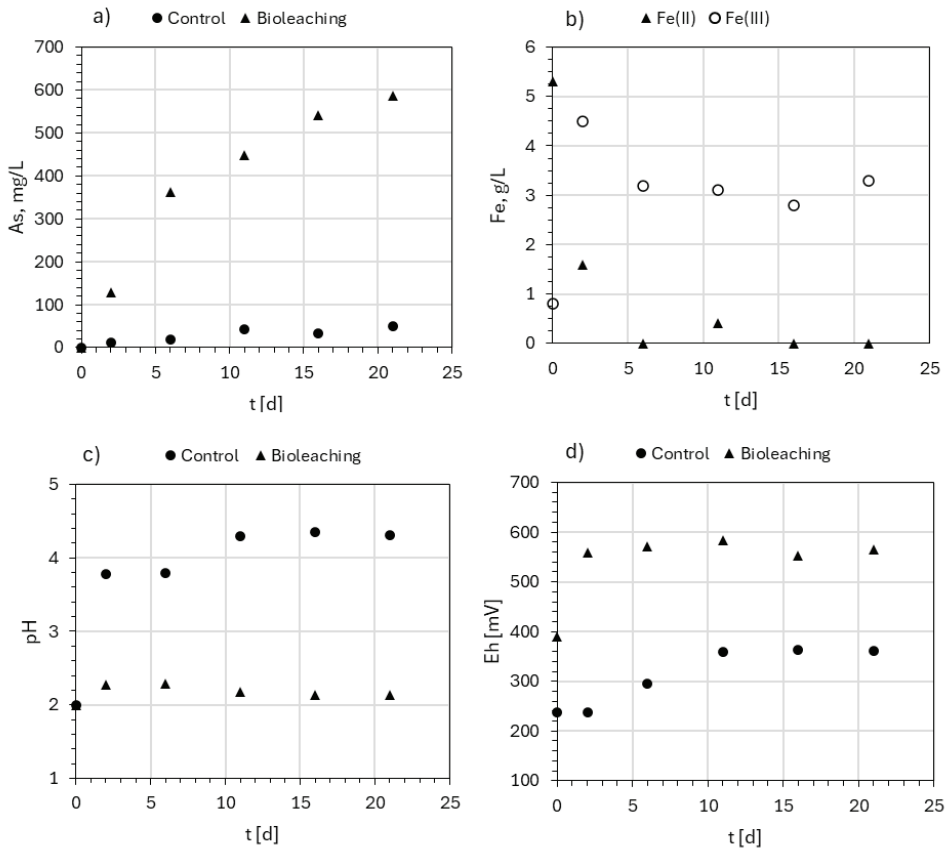 a) ● Control ▲ Bioleaching
700
600
500
400
300
200
100
0
As, mg/L
0 5 10 15 20 25
t [d]
b) ▲ Fe(II) ○ Fe(III)
6
5
4
3
2
1
0
Fe, g/L
0 5 10 15 20 25
t [d]
c) ● Control ▲ Bioleaching
5
4
3
2
1
pH
0 5 10 15 20 25
t [d]
d) ● Control ▲ Bioleaching
700
600
500
400
300
200
100
Eh [mV]
0 5 10 15 20 25
t [d]